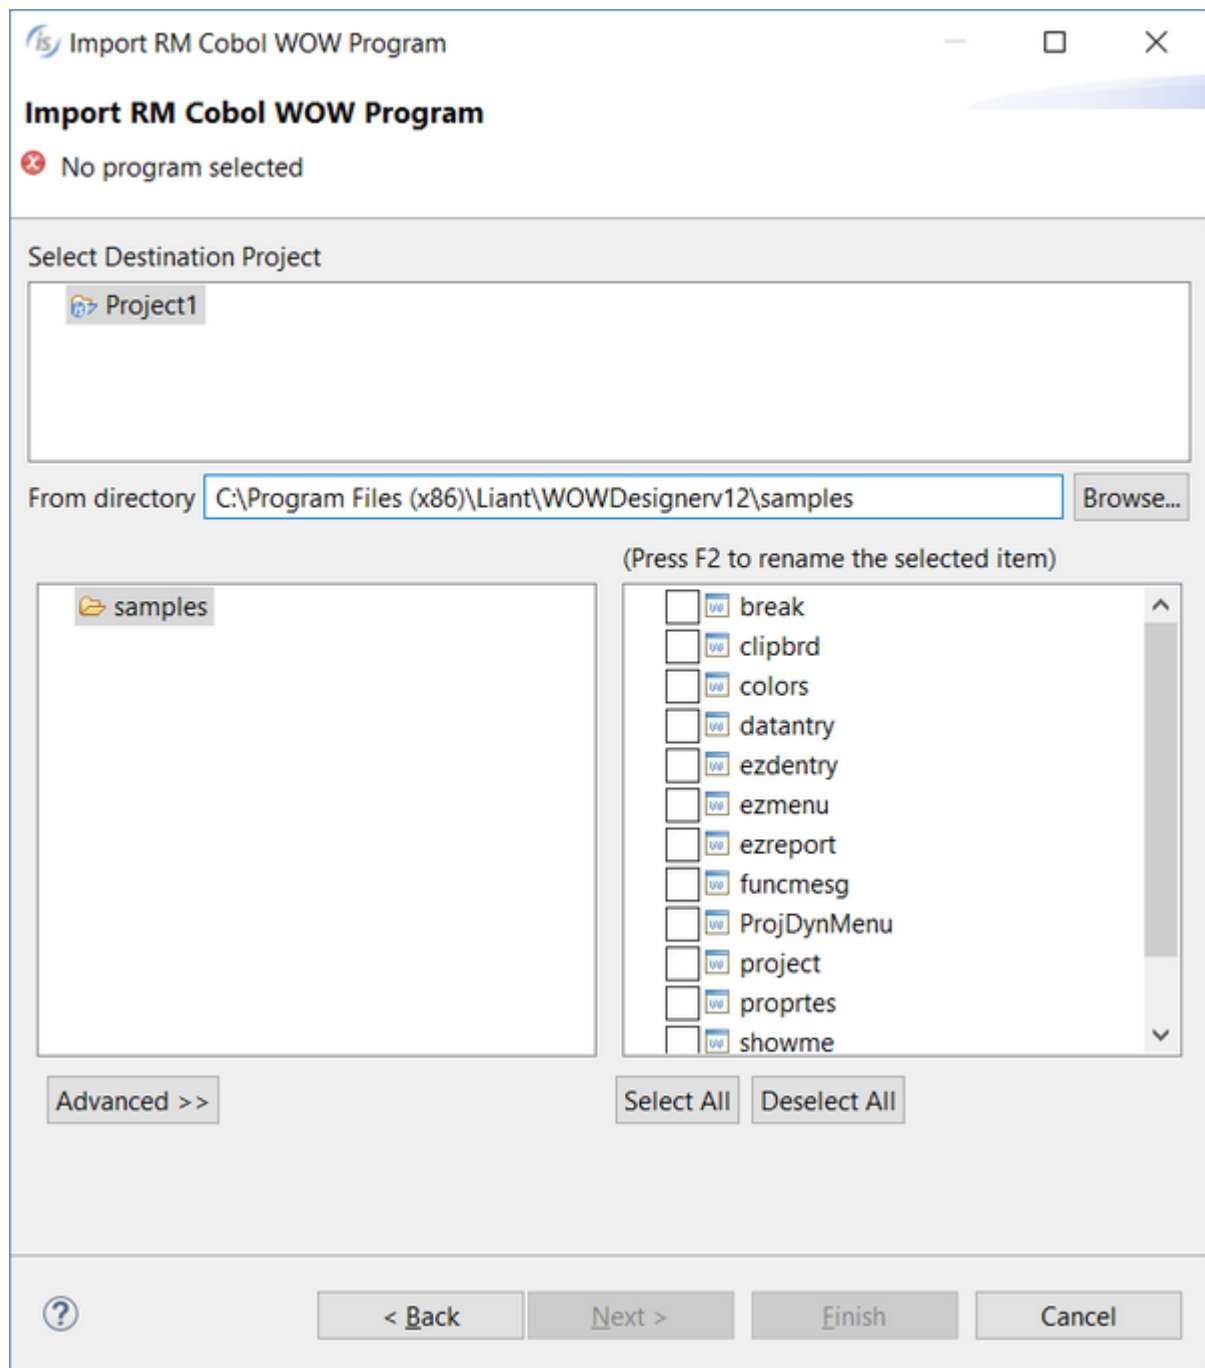 is Import RM Cobol WOW Program
Import RM Cobol WOW Program
No program selected
Select Destination Project
Project1
From directory C:\Program Files (x86)\Liant\WOWDesignerv12\samples Browse...
(Press F2 to rename the selected item)
samples
break
clipbrd
colors
datantry
ezdentry
ezmenu
ezreport
funcmesg
ProjDynMenu
project
proprtes
showme
Advanced >> Select All Deselect All
? < Back Next > Finish Cancel